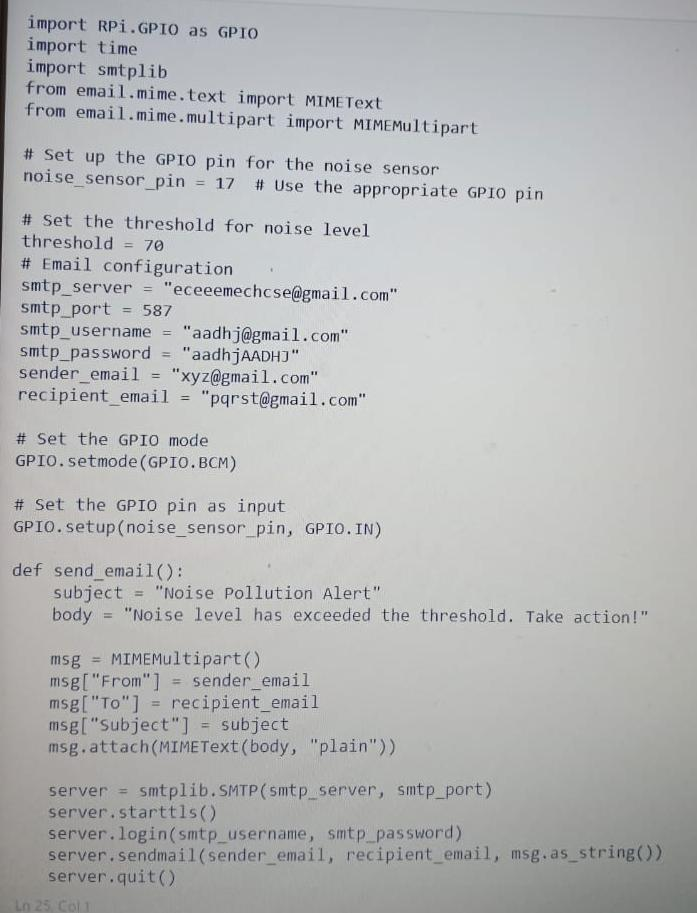 import RPi.GPIO as GPIO
import time
import smtplib
from email.mime.text import MIMEText
from email.mime.multipart import MIMEMultipart
# Set up the GPIO pin for the noise sensor
noise_sensor_pin = 17  # Use the appropriate GPIO pin
# Set the threshold for noise level
threshold = 70
# Email configuration
smtp_server = "eceeemechcse@gmail.com"
smtp_port = 587
smtp_username = "aadhj@gmail.com"
smtp_password = "aadhjAADHJ"
sender_email = "xyz@gmail.com"
recipient_email = "pqrst@gmail.com"
# Set the GPIO mode
GPIO.setmode(GPIO.BCM)
# Set the GPIO pin as input
GPIO.setup(noise_sensor_pin, GPIO.IN)
def send_email():
    subject = "Noise Pollution Alert"
    body = "Noise level has exceeded the threshold. Take action!"
    msg = MIMEMultipart()
    msg["From"] = sender_email
    msg["To"] = recipient_email
    msg["Subject"] = subject
    msg.attach(MIMEText(body, "plain"))
    server = smtplib.SMTP(smtp_server, smtp_port)
    server.starttls()
    server.login(smtp_username, smtp_password)
    server.sendmail(sender_email, recipient_email, msg.as_string())
    server.quit()
Ln 25, Col 1